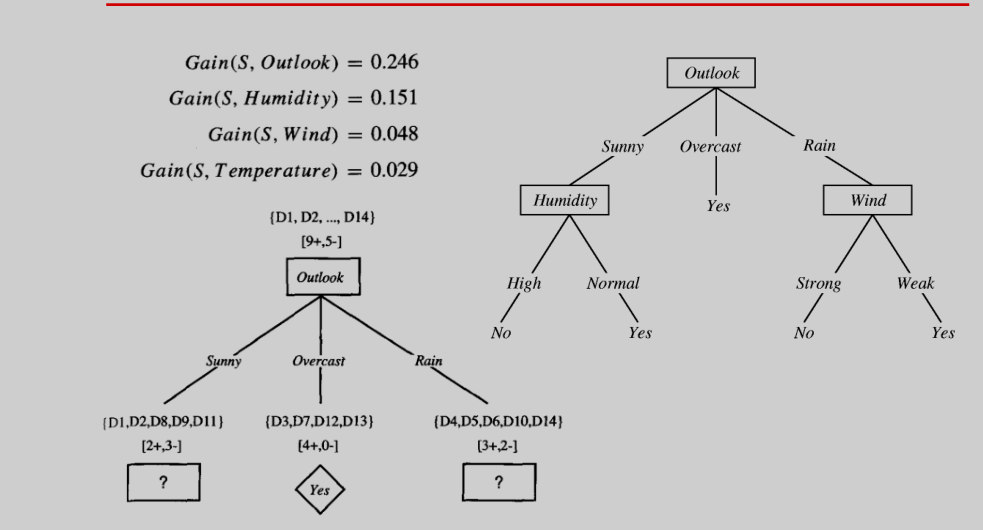 Gain(S, Outlook) = 0.246
Gain(S, Humidity) = 0.151
Gain(S, Wind) = 0.048
Gain(S, Temperature) = 0.029
{D1, D2, ..., D14}
[9+,5-]
Outlook
Sunny Overcast Rain
{D1,D2,D8,D9,D11} {D3,D7,D12,D13} {D4,D5,D6,D10,D14}
[2+,3-] [4+,0-] [3+,2-]
? Yes ?
Outlook
Sunny Overcast Rain
Humidity Yes Wind
High Normal Strong Weak
No Yes No Yes